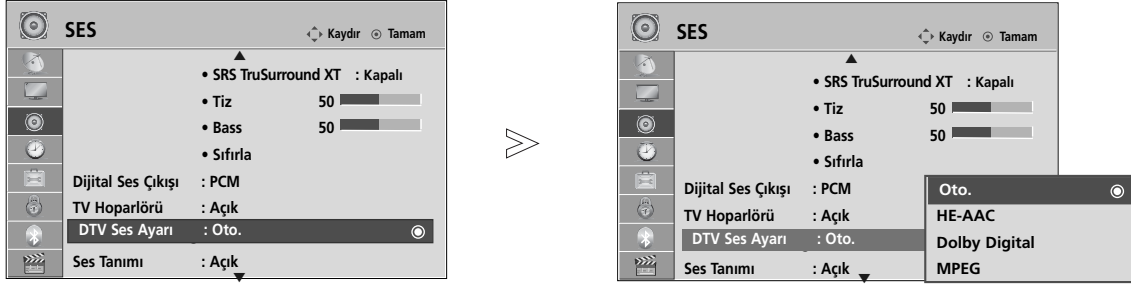 SES
Kaydır Tamam
• SRS TruSurround XT : Kapalı
• Tiz 50
• Bass 50
• Sıfırla
Dijital Ses Çıkışı : PCM
TV Hoparlörü : Açık
DTV Ses Ayarı : Oto.
Ses Tanımı : Açık
SES
Kaydır Tamam
• SRS TruSurround XT : Kapalı
• Tiz 50
• Bass 50
• Sıfırla
Dijital Ses Çıkışı : PCM
TV Hoparlörü : Açık
DTV Ses Ayarı : Oto.
Ses Tanımı : Açık
Oto.
HE-AAC
Dolby Digital
MPEG